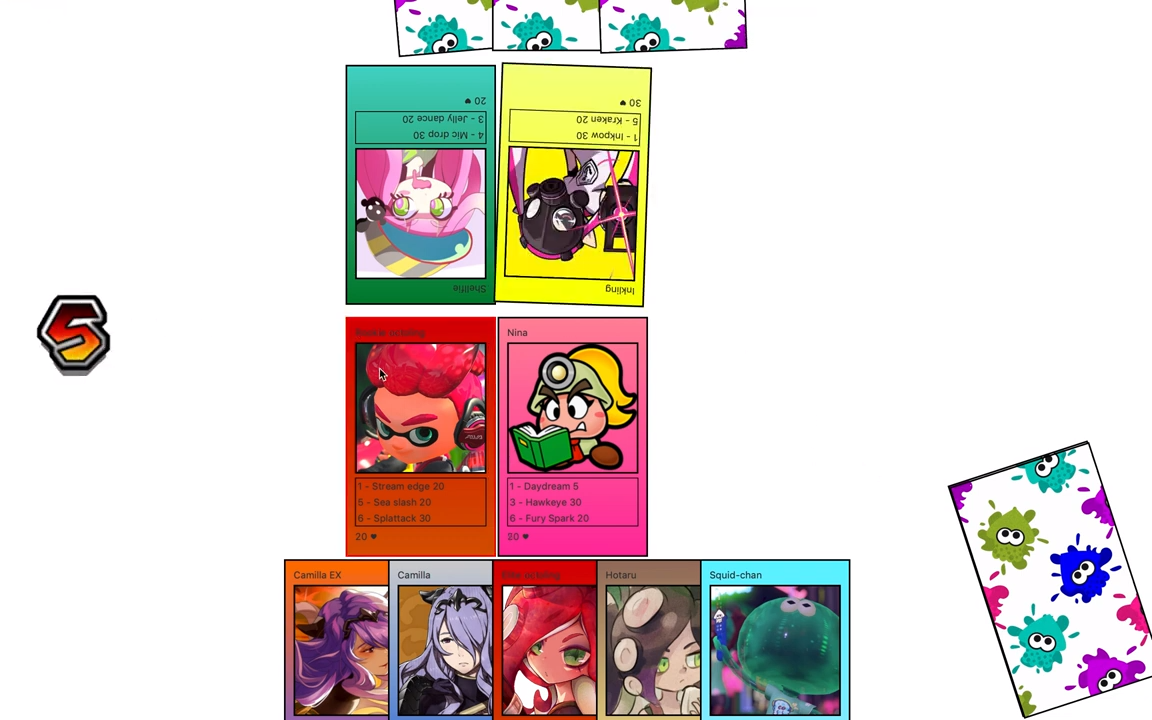 20 ♥
3 - Jelly dance 20
4 - Mic drop 30
Shellfie
30 ♥
5 - Kraken 20
1 - Inkpow 30
Inkling
5
1 - Stream edge 20
5 - Sea slash 20
6 - Splattack 30
20 ♥
Nina
1 - Daydream 5
3 - Hawkeye 30
6 - Fury Spark 20
20 ♥
Camilla EX
Camilla
Hotaru
Squid-chan